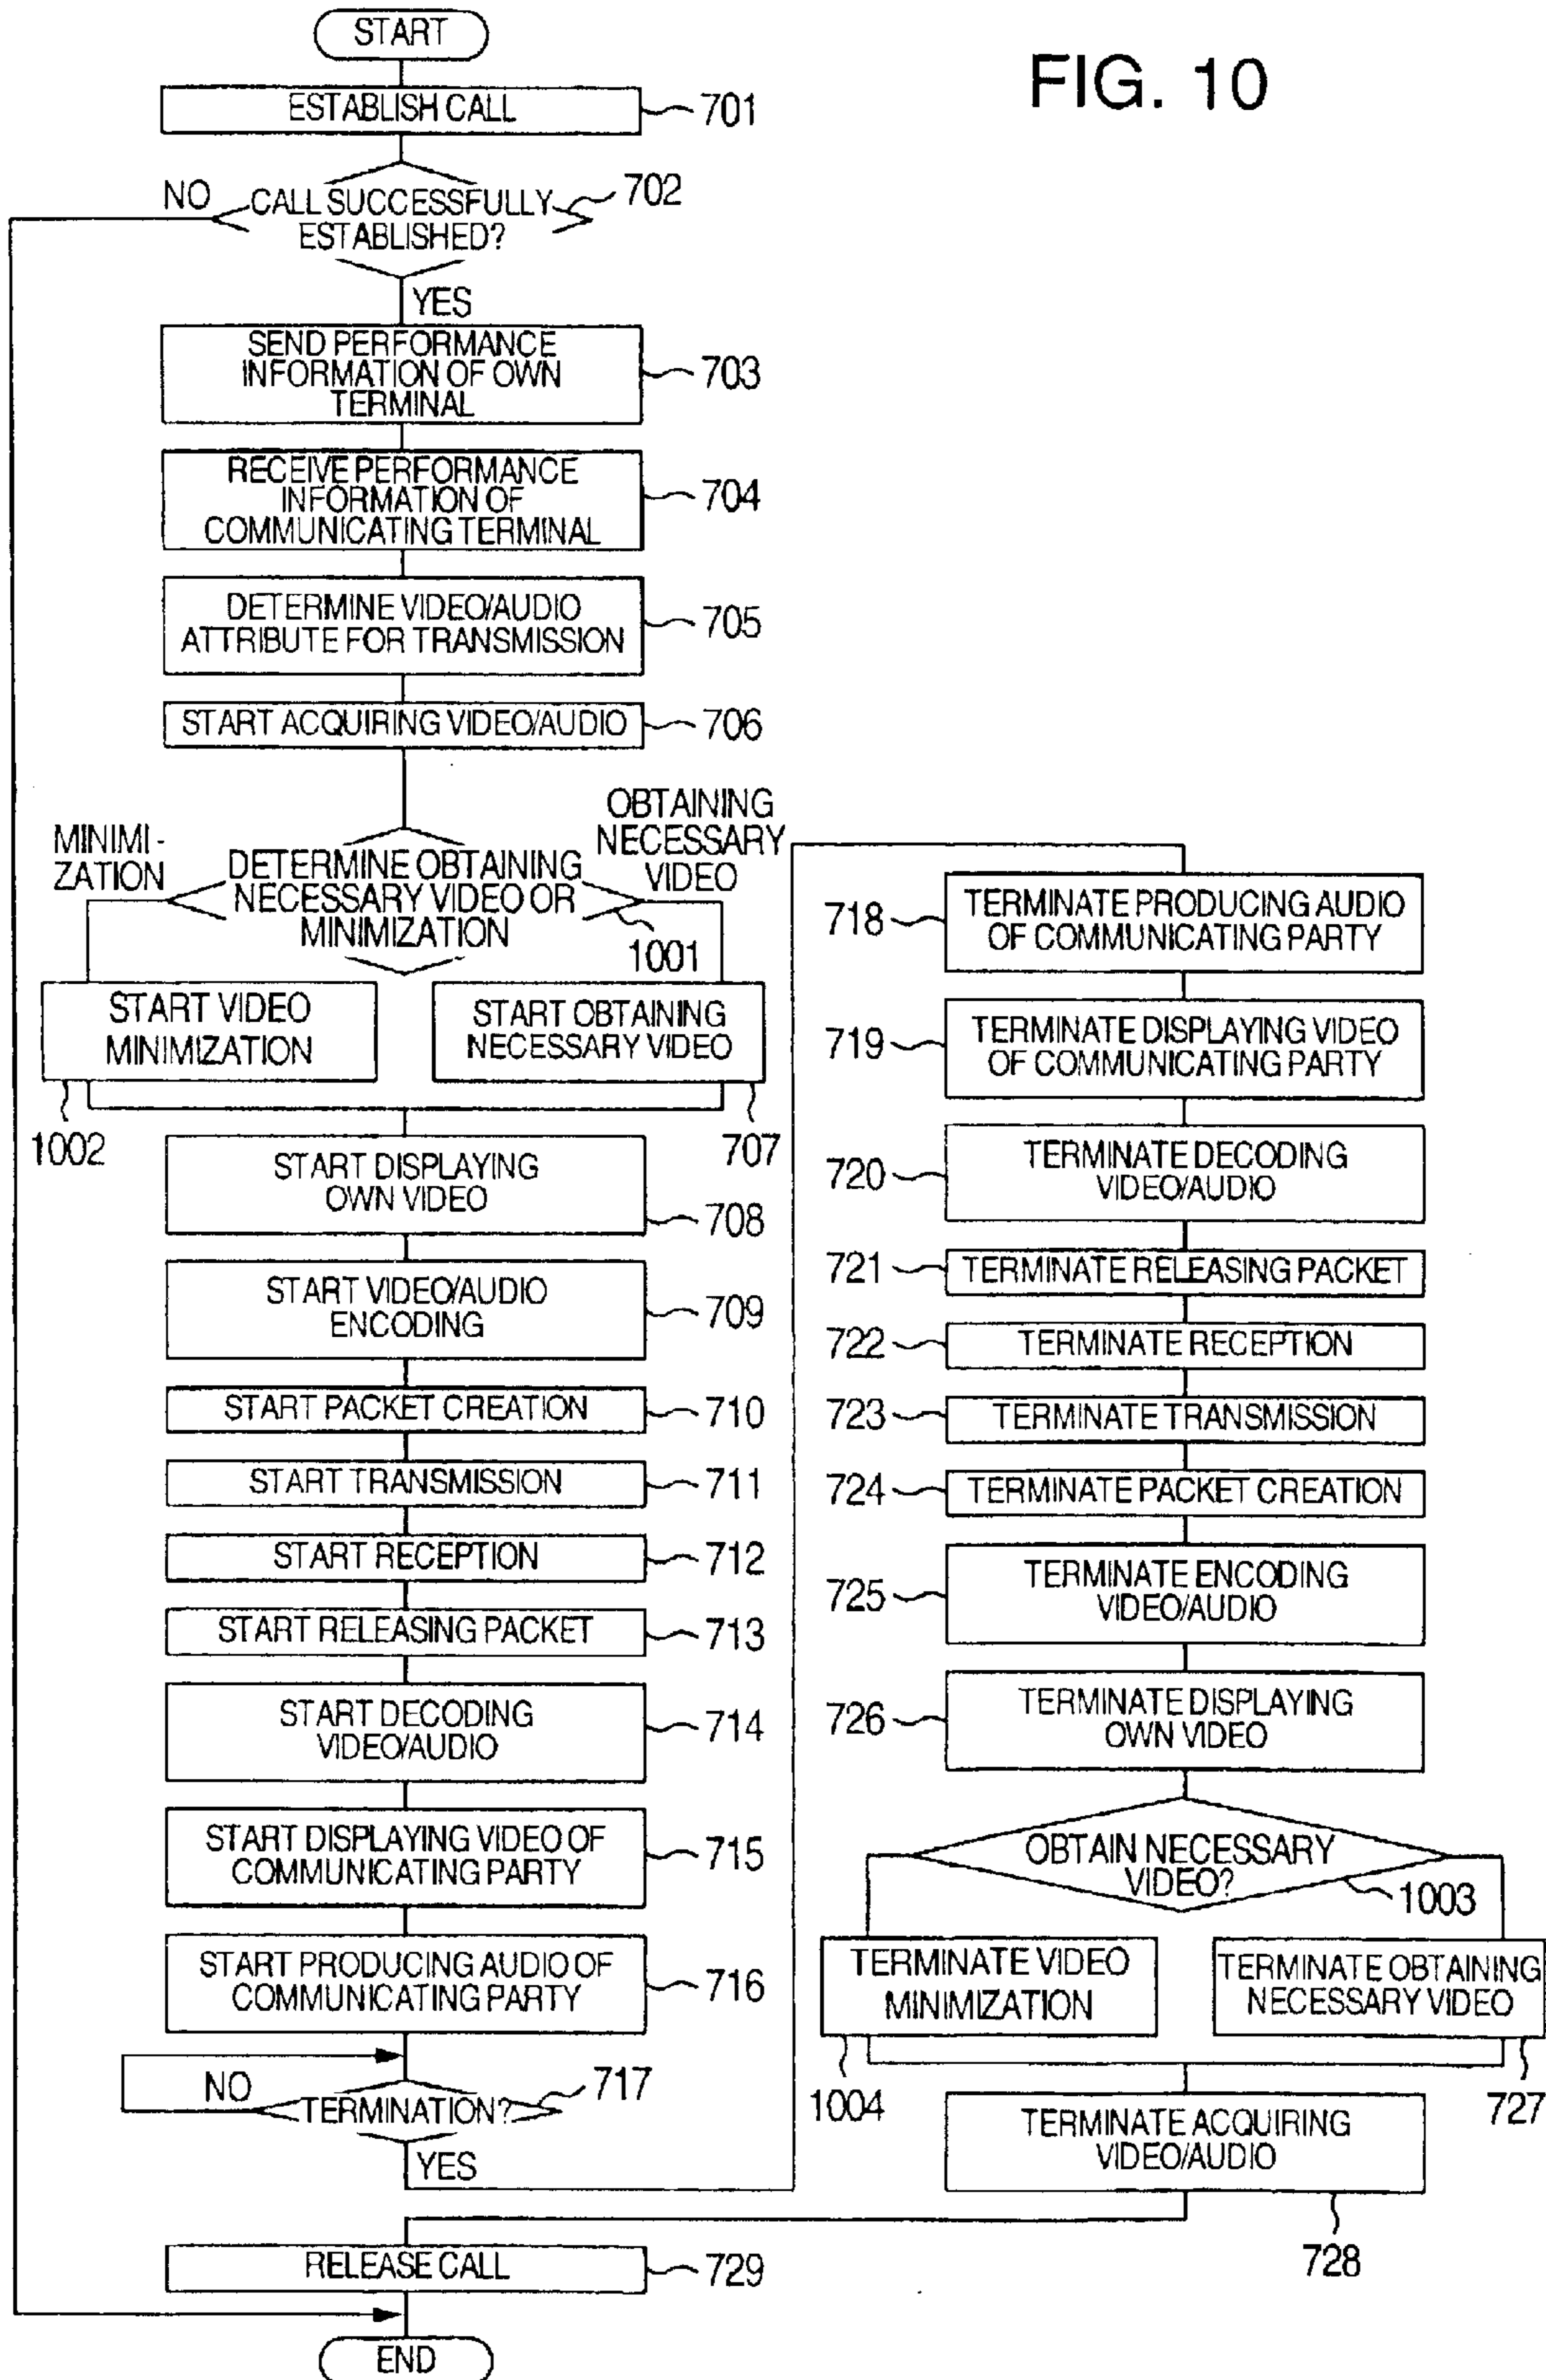 FIG. 10
START
ESTABLISH CALL
701
NO
CALL SUCCESSFULLY
ESTABLISHED?
702
YES
SEND PERFORMANCE
INFORMATION OF OWN
TERMINAL
703
RECEIVE PERFORMANCE
INFORMATION OF
COMMUNICATING TERMINAL
704
DETERMINE VIDEO/AUDIO
ATTRIBUTE FOR TRANSMISSION
705
START ACQUIRING VIDEO/AUDIO
706
MINIMI-
ZATION
DETERMINE OBTAINING
NECESSARY VIDEO OR
MINIMIZATION
1001
OBTAINING
NECESSARY
VIDEO
START VIDEO
MINIMIZATION
1002
START OBTAINING
NECESSARY VIDEO
707
START DISPLAYING
OWN VIDEO
708
START VIDEO/AUDIO
ENCODING
709
START PACKET CREATION
710
START TRANSMISSION
711
START RECEPTION
712
START RELEASING PACKET
713
START DECODING
VIDEO/AUDIO
714
START DISPLAYING VIDEO OF
COMMUNICATING PARTY
715
START PRODUCING AUDIO OF
COMMUNICATING PARTY
716
NO
TERMINATION?
717
YES
718
TERMINATE PRODUCING AUDIO
OF COMMUNICATING PARTY
719
TERMINATE DISPLAYING VIDEO
OF COMMUNICATING PARTY
720
TERMINATE DECODING
VIDEO/AUDIO
721
TERMINATE RELEASING PACKET
722
TERMINATE RECEPTION
723
TERMINATE TRANSMISSION
724
TERMINATE PACKET CREATION
725
TERMINATE ENCODING
VIDEO/AUDIO
726
TERMINATE DISPLAYING
OWN VIDEO
OBTAIN NECESSARY
VIDEO?
1003
TERMINATE VIDEO
MINIMIZATION
1004
TERMINATE OBTAINING
NECESSARY VIDEO
727
TERMINATE ACQUIRING
VIDEO/AUDIO
728
RELEASE CALL
729
END